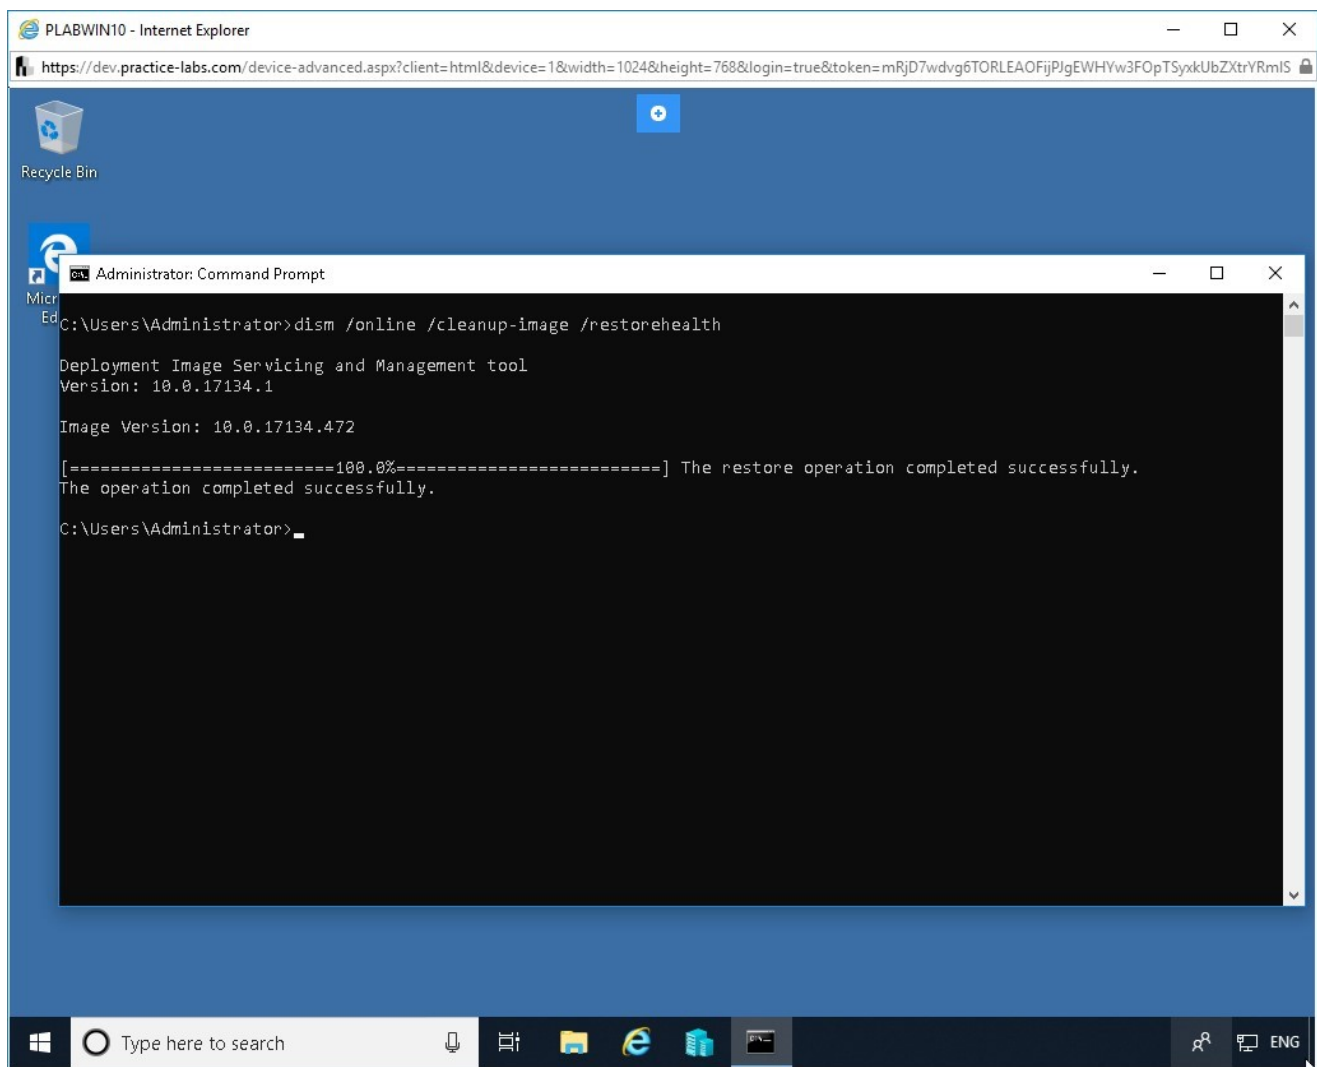 PLABWIN10 - Internet Explorer
https://dev.practice-labs.com/device-advanced.aspx?client=html&device=1&width=1024&height=768&login=true&token=mRjD7wdvg6TORLEAOFijPJgEWHYw3FOpTSyxkUbZXtrYRmIS
Recycle Bin
Micr
Ed
Administrator: Command Prompt
C:\Users\Administrator>dism /online /cleanup-image /restorehealth
Deployment Image Servicing and Management tool
Version: 10.0.17134.1
Image Version: 10.0.17134.472
[==========================100.0%==========================] The restore operation completed successfully.
The operation completed successfully.
C:\Users\Administrator>
Type here to search
ENG